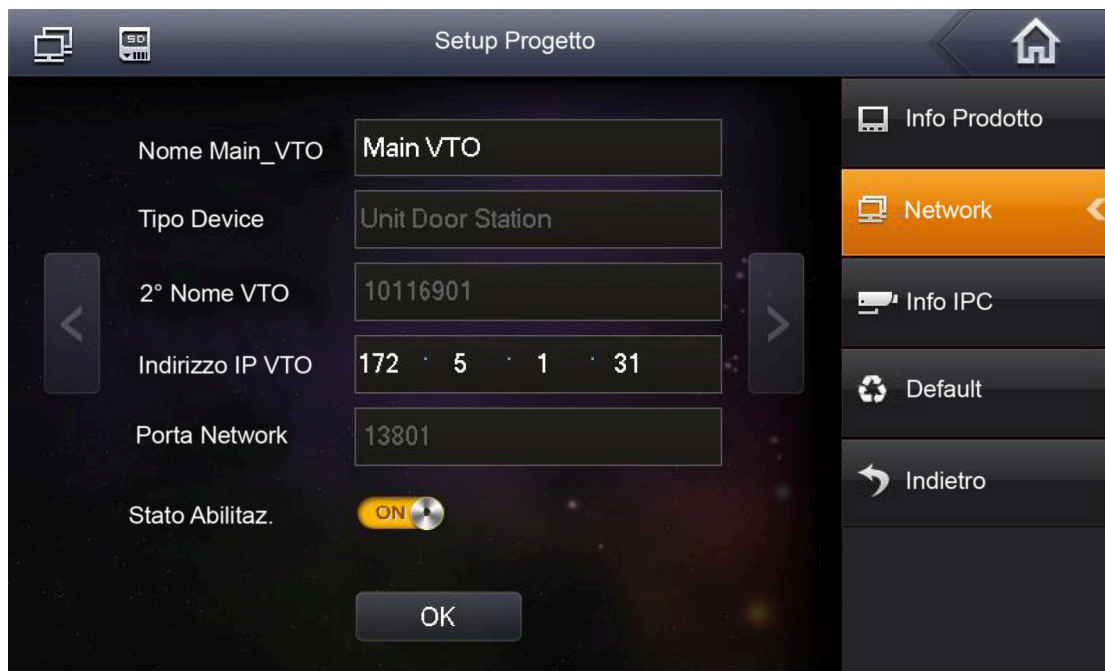 SD
Setup Progetto
Nome Main_VTO
Main VTO
Tipo Device
Unit Door Station
2° Nome VTO
10116901
Indirizzo IP VTO
172 . 5 . 1 . 31
Porta Network
13801
Stato Abilitaz.
ON
OK
Info Prodotto
Network
Info IPC
Default
Indietro